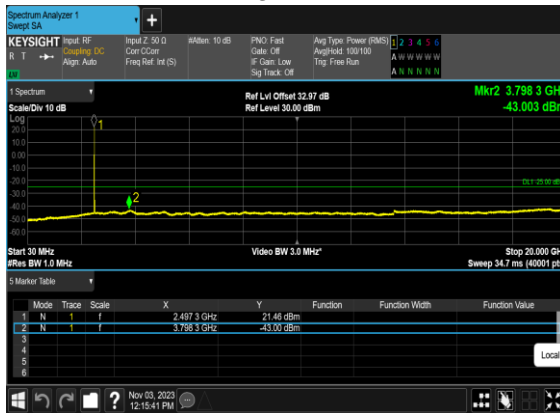 Spectrum Analyzer 1
Swept SA
KEYSIGHT Input: RF Input Z: 50 Ω #Atten: 10 dB PNO: Fast Avg Type: Power (RMS) 1 2 3 4 5 6
R T Coupling: DC Corr CCorr Gate: Off Avg|Hold: 100/100 A W W W W W
Align: Auto Freq Ref: Int (S) IF Gain: Low Trig: Free Run
Sig Track: Off A N N N N N
1 Spectrum Ref Lvl Offset 32.97 dB Mkr2 3.798 3 GH
Scale/Div 10 dB Ref Level 30.00 dBm -43.003 dB
Log
20.0
10.0
0.00
-10.0
-20.0
-30.0
-40.0
-50.0
-60.0
1
2
DL1 25.00 dB
Start 30 MHz Video BW 3.0 MHz* Stop 20.000 GH
#Res BW 1.0 MHz Sweep 34.7 ms (40001 pt
5 Marker Table
Mode Trace Scale X Y Function Function Width Function Value
1 N 1 f 2.497 3 GHz 21.46 dBm
2 N 1 f 3.798 3 GHz -43.00 dBm
3
4
5
6
Local
? Nov 03, 2023
12:15:41 PM